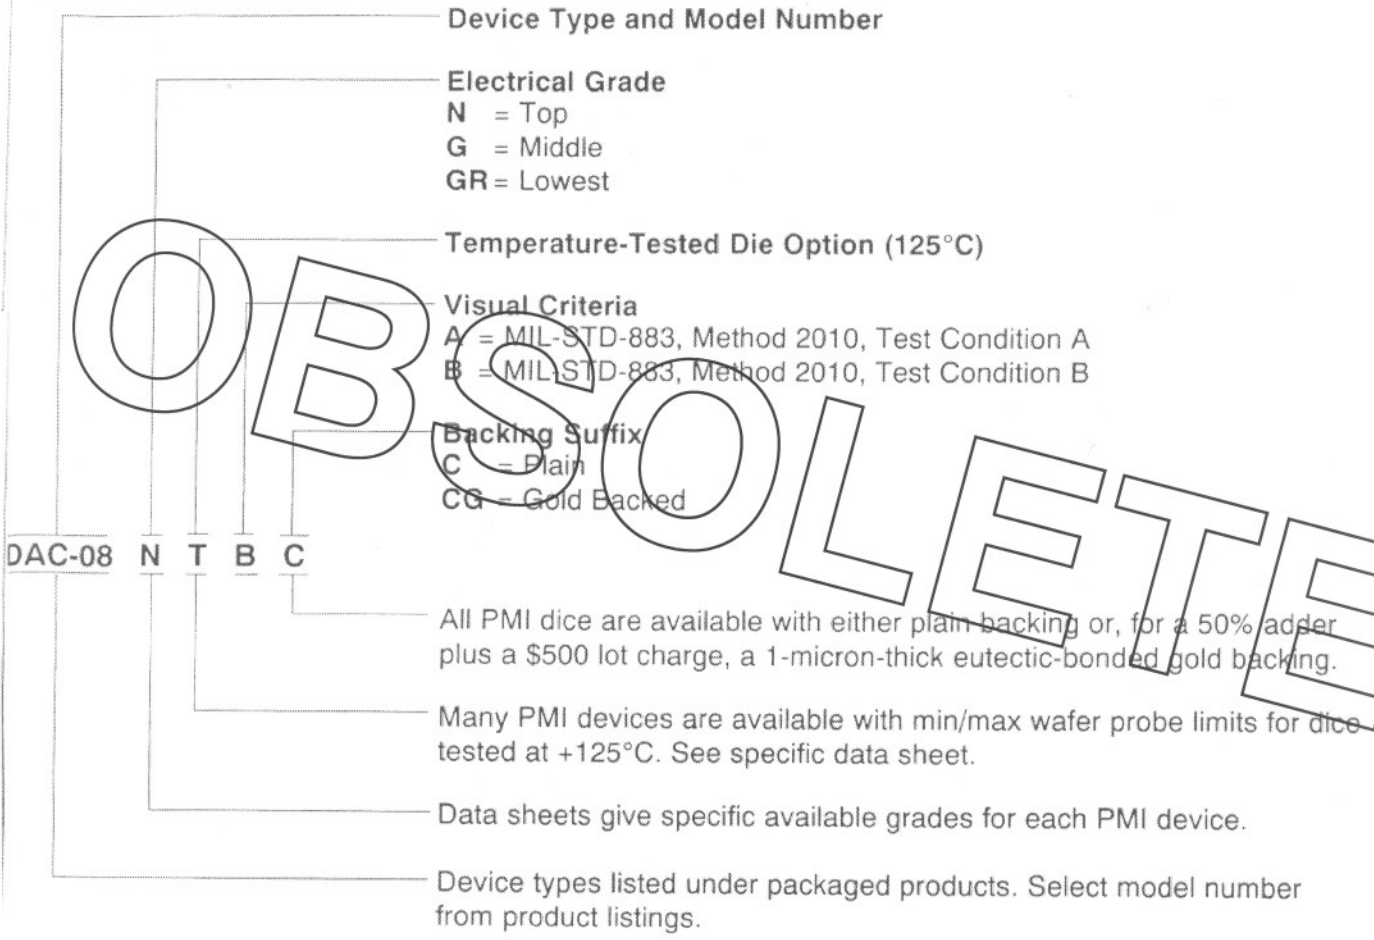 Device Type and Model Number
Electrical Grade
N = Top
G = Middle
GR = Lowest
Temperature-Tested Die Option (125°C)
Visual Criteria
A = MIL-STD-883, Method 2010, Test Condition A
B = MIL-STD-883, Method 2010, Test Condition B
Backing Suffix
C = Plain
CG = Gold Backed
DAC-08 N T B C
All PMI dice are available with either plain backing or, for a 50% adder
plus a $500 lot charge, a 1-micron-thick eutectic-bonded gold backing.
Many PMI devices are available with min/max wafer probe limits for dice
tested at +125°C. See specific data sheet.
Data sheets give specific available grades for each PMI device.
Device types listed under packaged products. Select model number
from product listings.
OBSOLETE